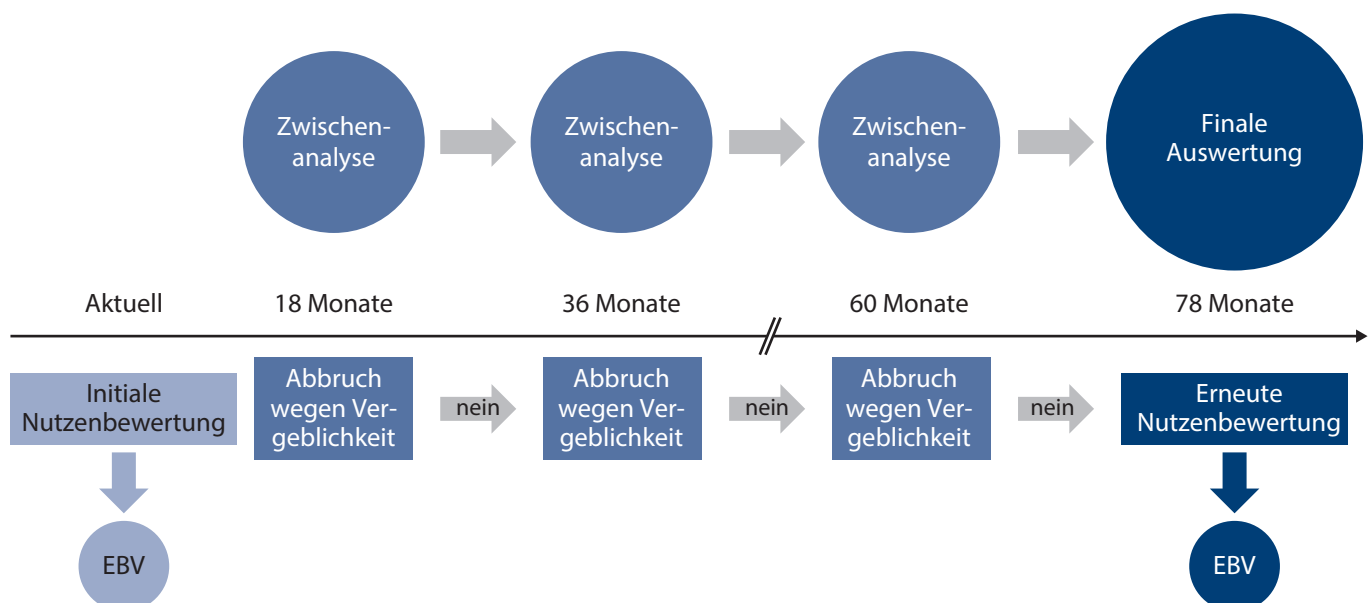 Zwischen-
analyse
Zwischen-
analyse
Zwischen-
analyse
Finale
Auswertung
Aktuell
18 Monate
36 Monate
60 Monate
78 Monate
Initiale
Nutzenbewertung
Abbruch
wegen Ver-
geblichkeit
nein
Abbruch
wegen Ver-
geblichkeit
nein
Abbruch
wegen Ver-
geblichkeit
nein
Erneute
Nutzenbewertung
EBV
EBV